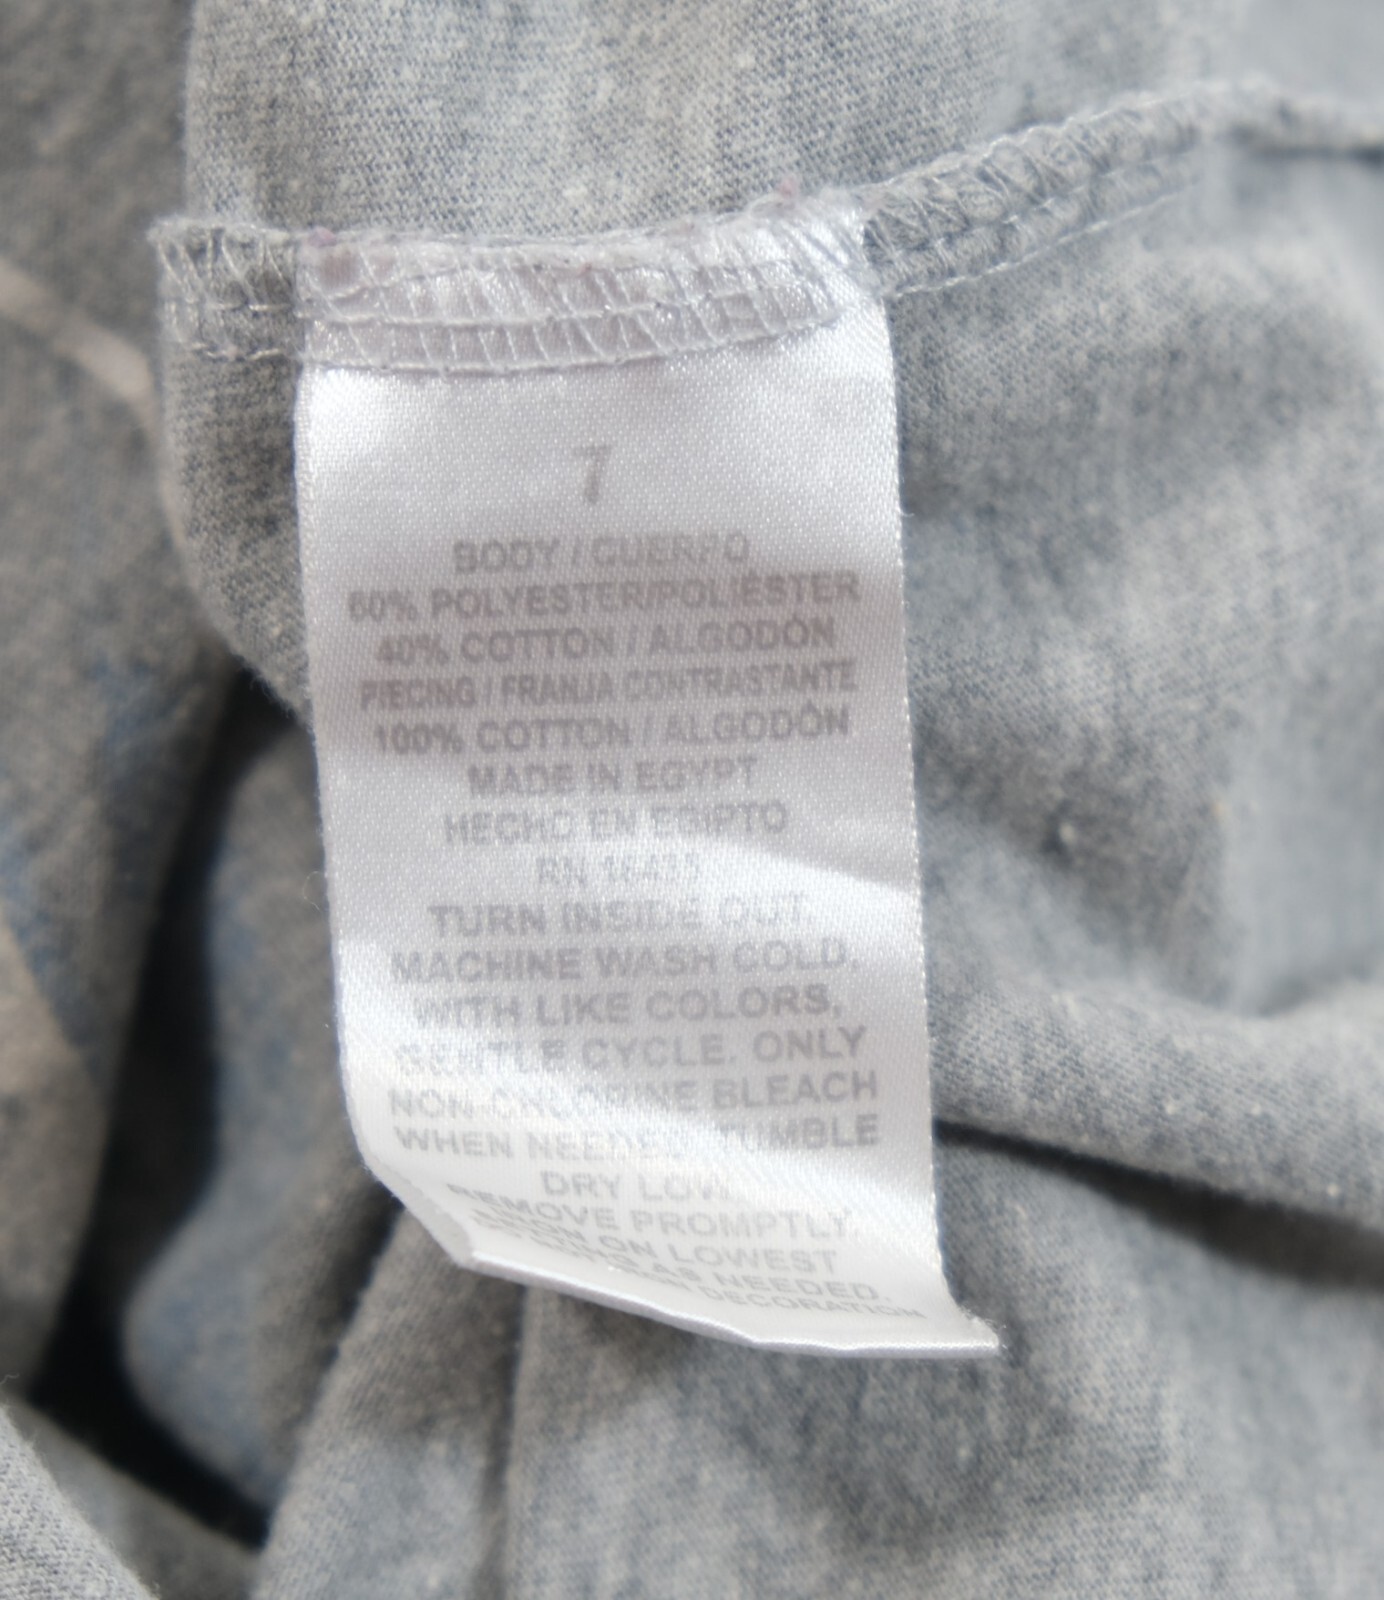 7
BODY / CUERPO
60% POLYESTER/POLIÉSTER
40% COTTON / ALGODÓN
PIECING / FRANJA CONTRASTANTE
100% COTTON / ALGODÓN
MADE IN EGYPT
HECHO EN EGIPTO
RN
TURN INSIDE OUT.
MACHINE WASH COLD,
WITH LIKE COLORS,
GENTLE CYCLE. ONLY
NON-CHLORINE BLEACH
WHEN NEEDED. TUMBLE
DRY LOW.
REMOVE PROMPTLY.
ON LOWEST
AS NEEDED.
DECORATION